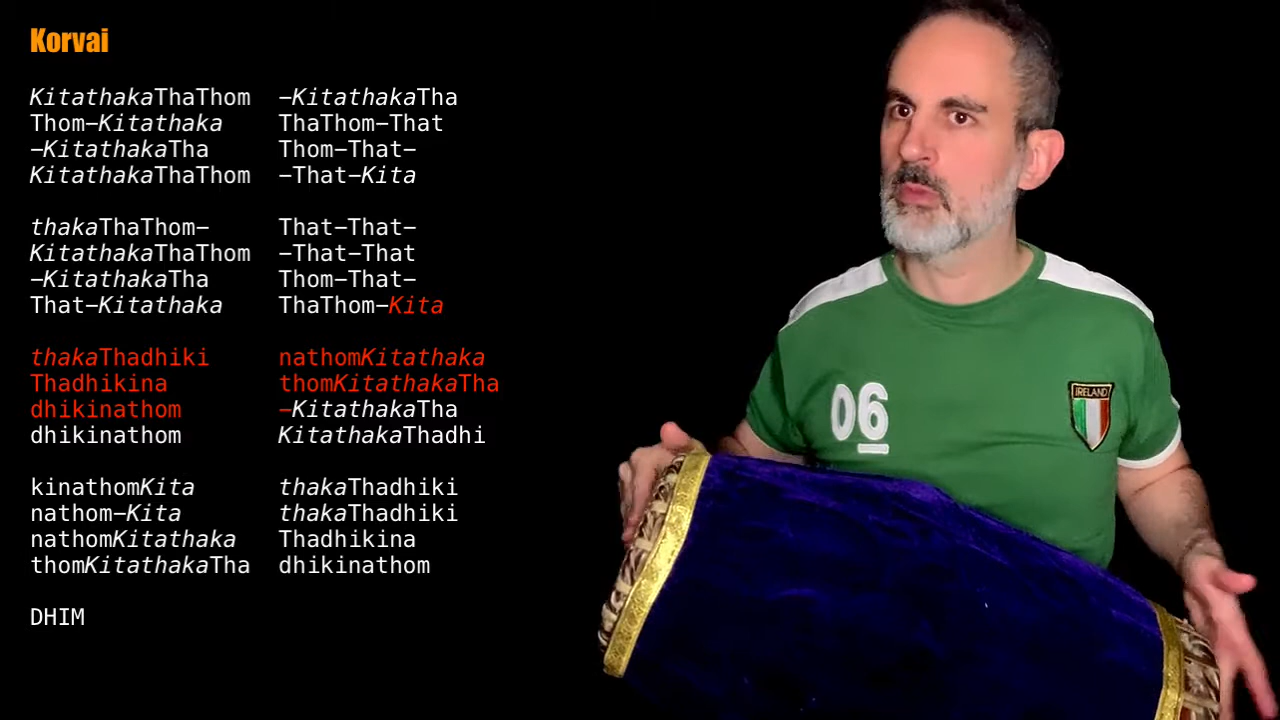 Korvai
KitathakaThaThom –KitathakaTha
Thom–Kitathaka ThaThom–That
–KitathakaTha Thom–That–
KitathakaThaThom –That–Kita
thakaThaThom– That–That–
KitathakaThaThom –That–That
–KitathakaTha Thom–That–
That–Kitathaka ThaThom–Kita
thakaThadhiki nathomKitathaka
Thadhikina thomKitathakaTha
dhikinathom –KitathakaTha
dhikinathom KitathakaThadhi
kinathomKita thakaThadhiki
nathom–Kita thakaThadhiki
nathomKitathaka Thadhikina
thomKitathakaTha dhikinathom
DHIM
06
IRELAND